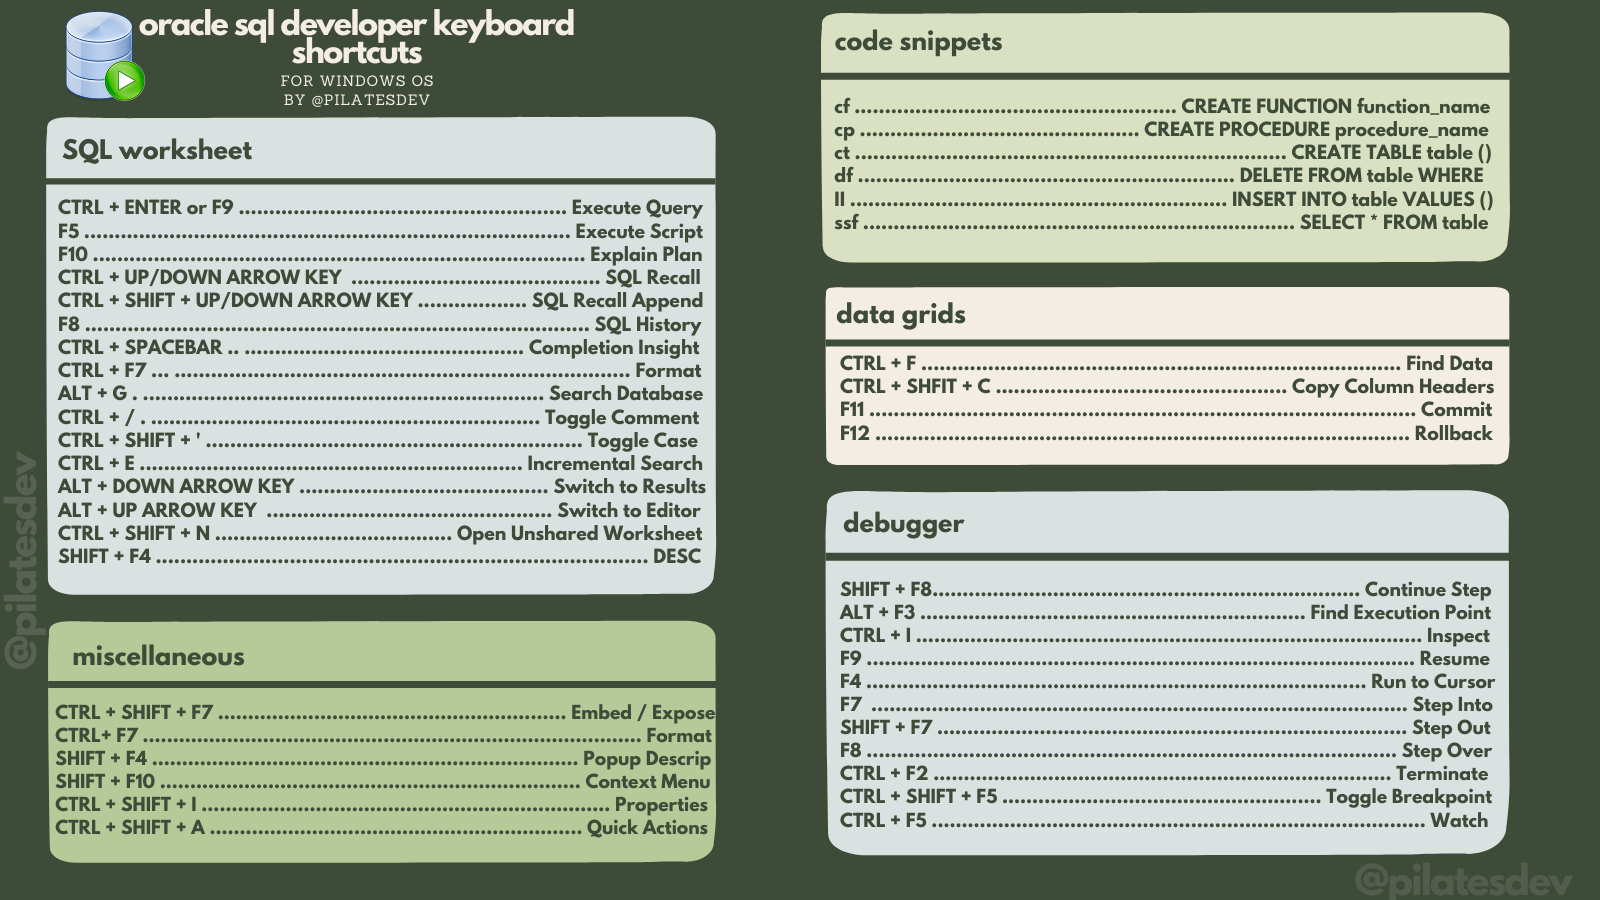 oracle sql developer keyboard
shortcuts
FOR WINDOWS OS
BY @PILATESDEV
SQL worksheet
CTRL + ENTER or F9 ....................................................... Execute Query
F5 ................................................................................. Execute Script
F10 .................................................................................. Explain Plan
CTRL + UP/DOWN ARROW KEY .......................................... SQL Recall
CTRL + SHIFT + UP/DOWN ARROW KEY .................. SQL Recall Append
F8 .................................................................................... SQL History
CTRL + SPACEBAR .. ............................................... Completion Insight
CTRL + F7 ... ............................................................................ Format
ALT + G . .................................................................... Search Database
CTRL + / . .................................................................. Toggle Comment
CTRL + SHIFT + ' ............................................................... Toggle Case
CTRL + E ................................................................ Incremental Search
ALT + DOWN ARROW KEY .......................................... Switch to Results
ALT + UP ARROW KEY ................................................ Switch to Editor
CTRL + SHIFT + N ........................................ Open Unshared Worksheet
SHIFT + F4 .................................................................................. DESC
miscellaneous
CTRL + SHIFT + F7 .......................................................... Embed / Expose
CTRL+ F7 ................................................................................... Format
SHIFT + F4 ....................................................................... Popup Descrip
SHIFT + F10 ...................................................................... Context Menu
CTRL + SHIFT + I .................................................................... Properties
CTRL + SHIFT + A .............................................................. Quick Actions
code snippets
cf ...................................................... CREATE FUNCTION function_name
cp ............................................... CREATE PROCEDURE procedure_name
ct ........................................................................ CREATE TABLE table ()
df ............................................................... DELETE FROM table WHERE
II .............................................................. INSERT INTO table VALUES ()
ssf ........................................................................ SELECT * FROM table
data grids
CTRL + F ................................................................................ Find Data
CTRL + SHFIT + C ................................................. Copy Column Headers
F11 ............................................................................................ Commit
F12 ......................................................................................... Rollback
debugger
SHIFT + F8....................................................................... Continue Step
ALT + F3 ................................................................. Find Execution Point
CTRL + I ..................................................................................... Inspect
F9 ............................................................................................ Resume
F4 .................................................................................... Run to Cursor
F7 .......................................................................................... Step Into
SHIFT + F7 ............................................................................... Step Out
F8 ......................................................................................... Step Over
CTRL + F2 ............................................................................. Terminate
CTRL + SHIFT + F5 ..................................................... Toggle Breakpoint
CTRL + F5 ................................................................................... Watch
@pilatesdev
@pilatesdev